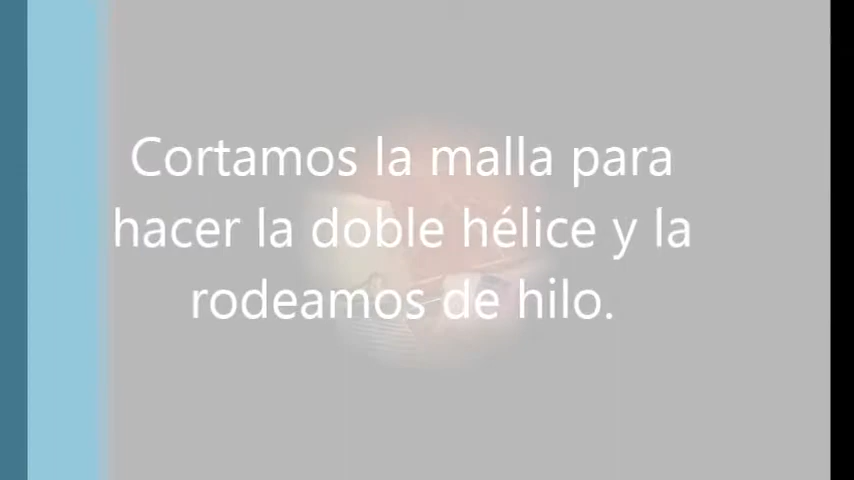 Cortamos la malla para
hacer la doble hélice y la
rodeamos de hilo.